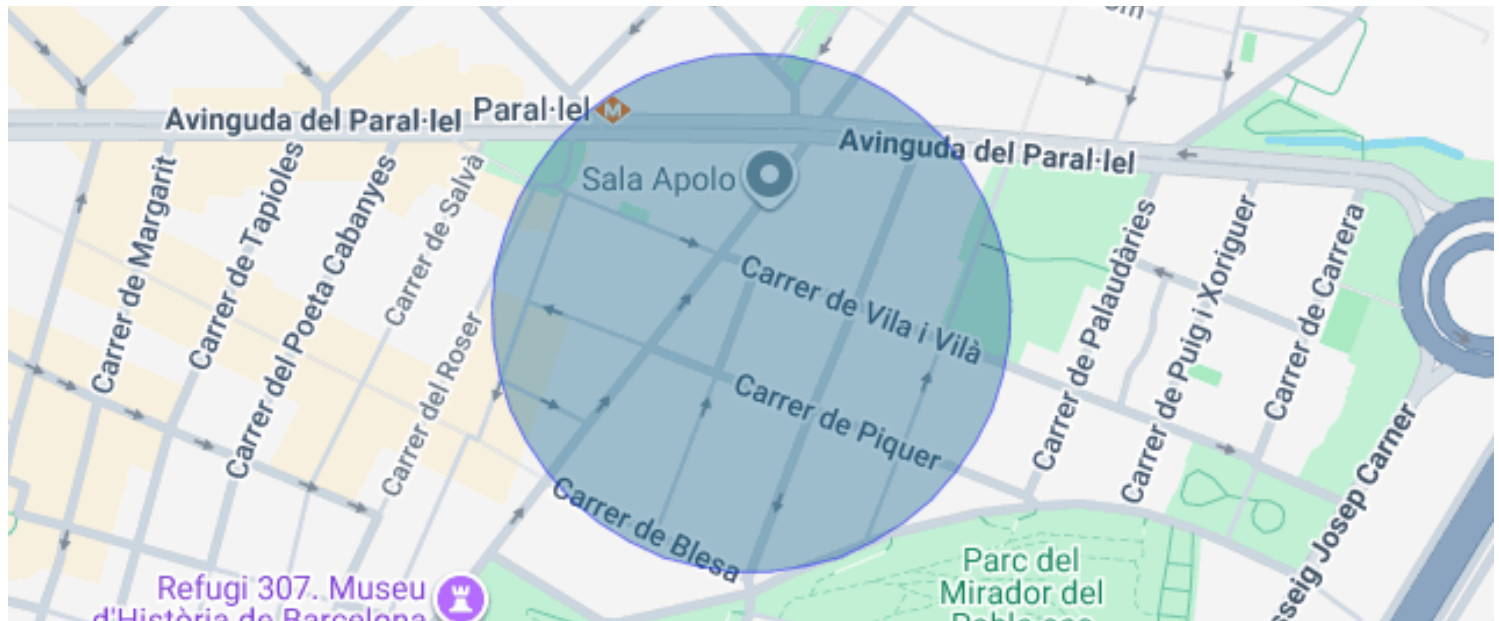 Avinguda del Paral·lel
Paral·lel
M
Avinguda del Paral·lel
Sala Apolo
Carrer de Margarit
Carrer de Tapioles
Carrer del Poeta Cabanyes
Carrer de Salvà
Carrer del Roser
Carrer de Vila i Vilà
Carrer de Piquer
Carrer de Blesa
Carrer de Palaudàries
Carrer de Puig i Xoriguer
Carrer de Carrera
sseig Josep Carner
Refugi 307. Museu
d'Història de Barcelona
Parc del
Mirador del